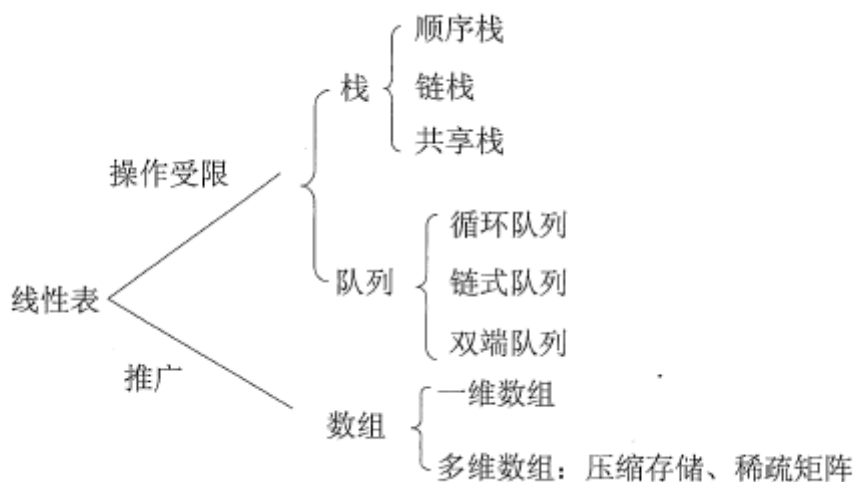 顺序栈
栈
链栈
共享栈
操作受限
循环队列
队列
链式队列
线性表
双端队列
推广
一维数组
数组
多维数组：压缩存储、稀疏矩阵